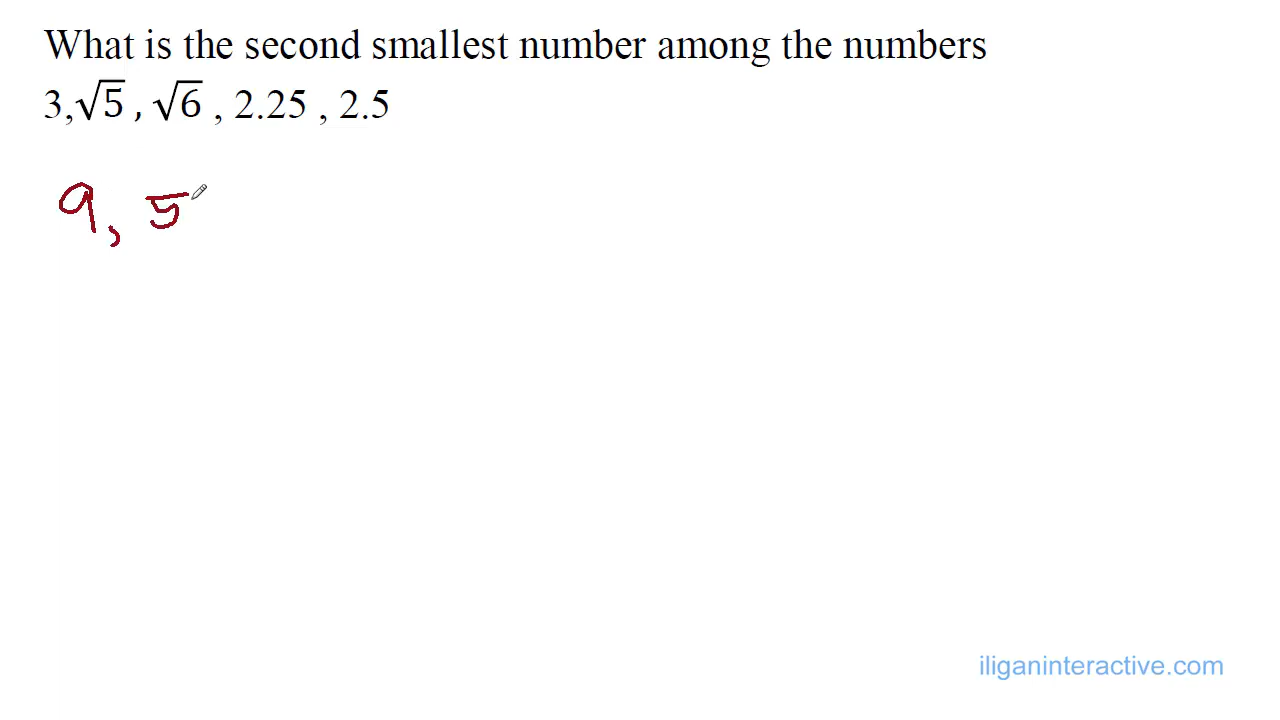 What is the second smallest number among the numbers
3,√5 , √6 , 2.25 , 2.5
9, 5
iliganinteractive.com